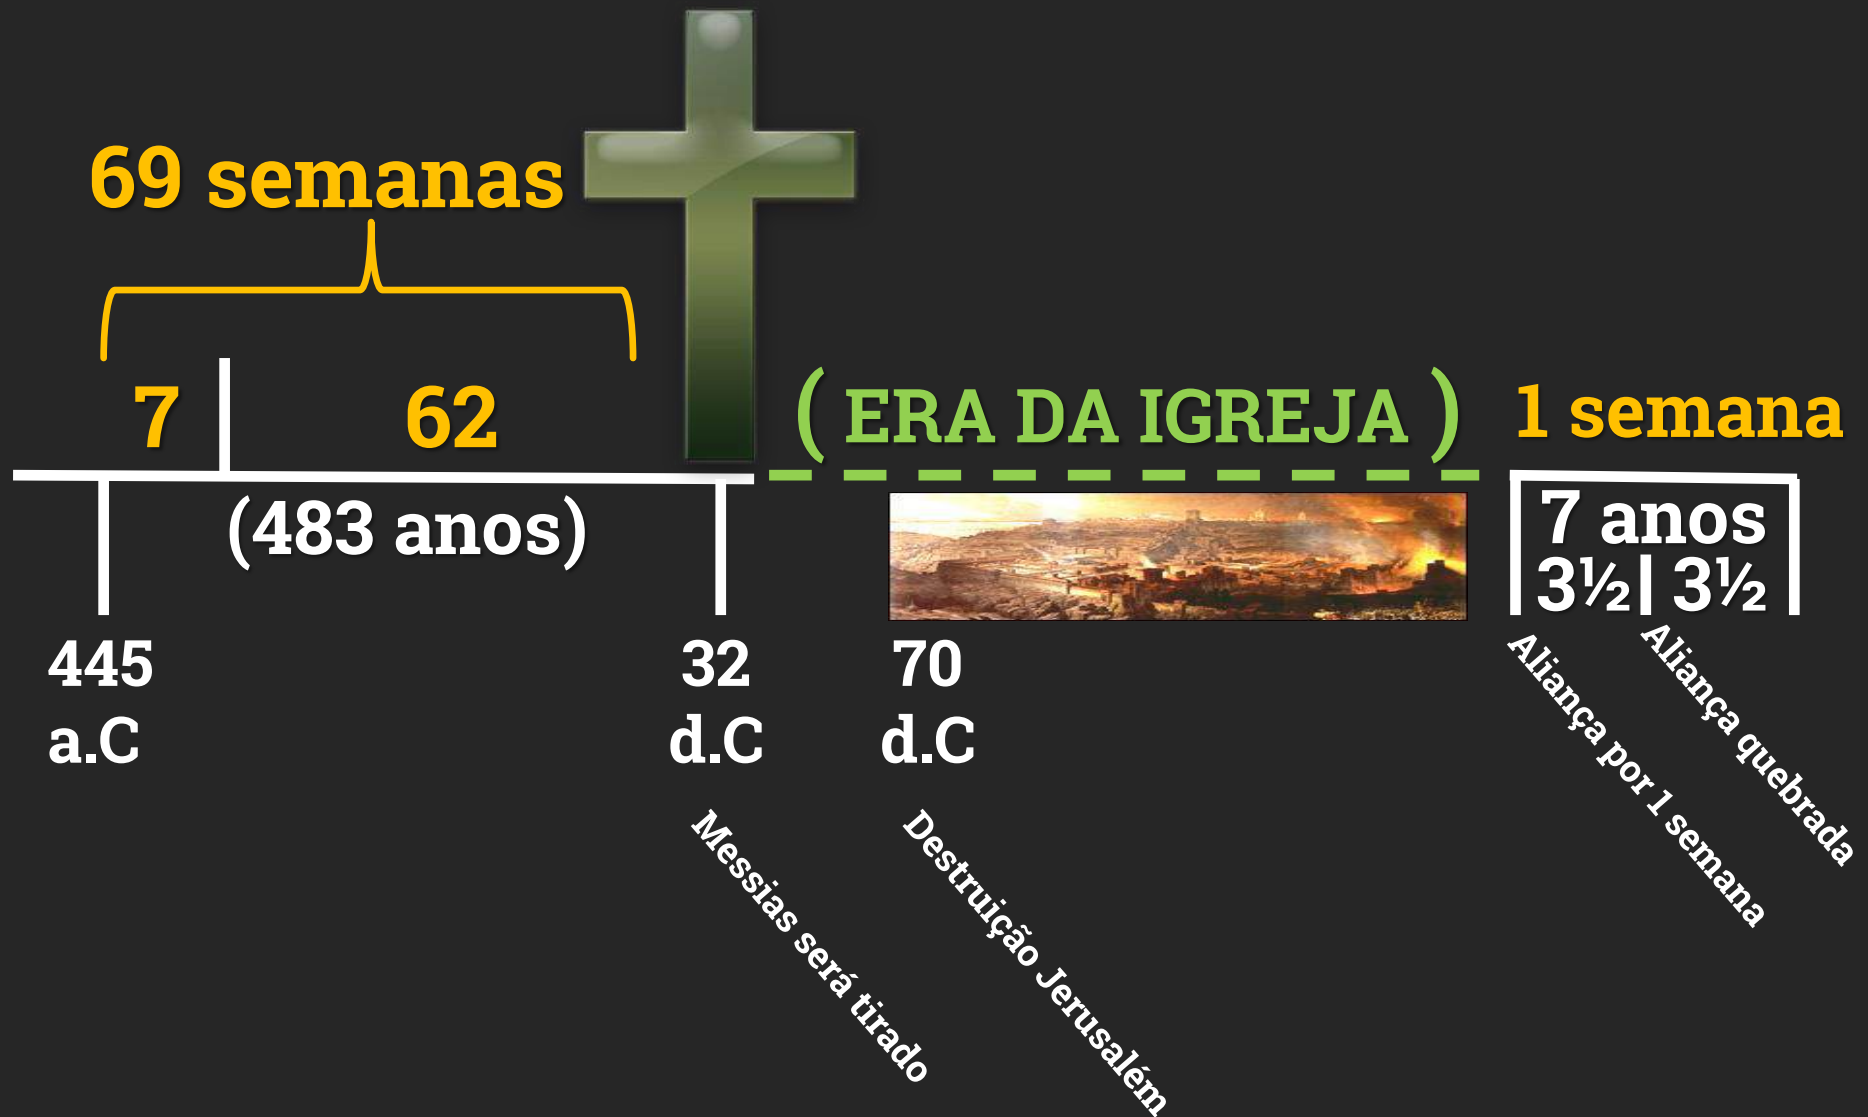 69 semanas
7
62
( ERA DA IGREJA )
1 semana
(483 anos)
7 anos
3½
3½
445
a.C
32
d.C
70
d.C
Messias será tirado
Destruição Jerusalém
Aliança por 1 semana
Aliança quebrada